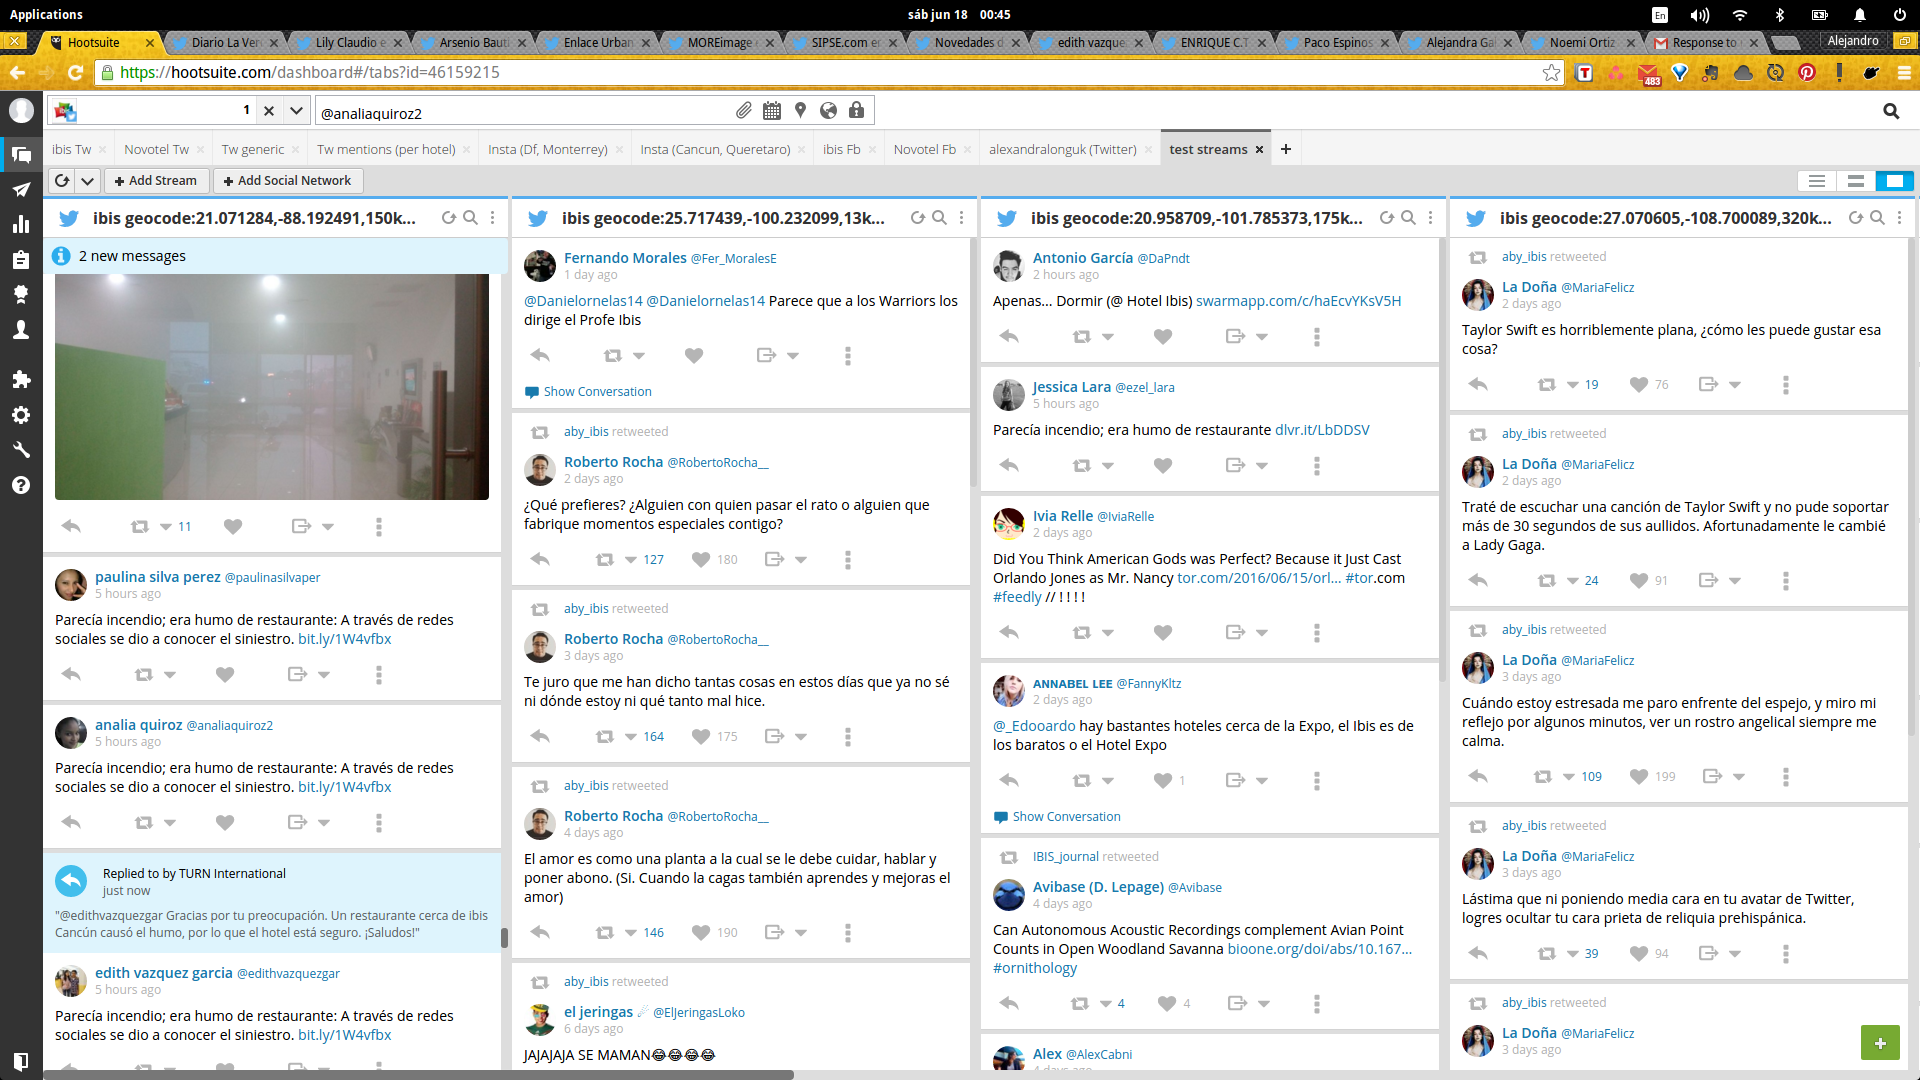 Applications
sáb jun 18 00:45
En
Hootsuite
Diario La Ver
Lily Claudio e
Arsenio Bauti
Enlace Urban
MOREimage
SIPSE.com en
Novedades d
edith vazque
ENRIQUE C.T
Paco Espinos
Alejandra Gal
Noemi Ortiz
Response to
Alejandro
https://hootsuite.com/dashboard#/tabs?id=46159215
483
1
@analiaquiroz2
ibis Tw
Novotel Tw
Tw generic
Tw mentions (per hotel)
Insta (Df, Monterrey)
Insta (Cancun, Queretaro)
ibis Fb
Novotel Fb
alexandralonguk (Twitter)
test streams
Add Stream
Add Social Network
ibis geocode:21.071284,-88.192491,150k...
2 new messages
11
paulina silva perez @paulinasilvaper
5 hours ago
Parecía incendio; era humo de restaurante: A través de redes
sociales se dio a conocer el siniestro. bit.ly/1W4vfbx
analia quiroz @analiaquiroz2
5 hours ago
Parecía incendio; era humo de restaurante: A través de redes
sociales se dio a conocer el siniestro. bit.ly/1W4vfbx
Replied to by TURN International
just now
"@edithvazquezgar Gracias por tu preocupación. Un restaurante cerca de ibis
Cancún causó el humo, por lo que el hotel está seguro. ¡Saludos!"
edith vazquez garcia @edithvazquezgar
5 hours ago
Parecía incendio; era humo de restaurante: A través de redes
sociales se dio a conocer el siniestro. bit.ly/1W4vfbx
ibis geocode:25.717439,-100.232099,13k...
Fernando Morales @Fer_MoralesE
1 day ago
@Danielornelas14 @Danielornelas14 Parece que a los Warriors los
dirige el Profe Ibis
Show Conversation
aby_ibis retweeted
Roberto Rocha @RobertoRocha__
2 days ago
¿Qué prefieres? ¿Alguien con quien pasar el rato o alguien que
fabrique momentos especiales contigo?
127 180
aby_ibis retweeted
Roberto Rocha @RobertoRocha__
3 days ago
Te juro que me han dicho tantas cosas en estos días que ya no sé
ni dónde estoy ni qué tanto mal hice.
164 175
aby_ibis retweeted
Roberto Rocha @RobertoRocha__
4 days ago
El amor es como una planta a la cual se le debe cuidar, hablar y
poner abono. (Si. Cuando la cagas también aprendes y mejoras el
amor)
146 190
aby_ibis retweeted
el jeringas ☄ @ElJeringasLoko
6 days ago
JAJAJAJA SE MAMAN😂😂😂😂
ibis geocode:20.958709,-101.785373,175k...
Antonio García @DaPndt
2 hours ago
Apenas... Dormir (@ Hotel Ibis) swarmapp.com/c/haEcvYKsV5H
Jessica Lara @ezel_lara
5 hours ago
Parecía incendio; era humo de restaurante dlvr.it/LbDDSV
Ivia Relle @IviaRelle
2 days ago
Did You Think American Gods was Perfect? Because it Just Cast
Orlando Jones as Mr. Nancy tor.com/2016/06/15/orl... #tor.com
#feedly // ! ! ! !
ANNABEL LEE @FannyKltz
2 days ago
@_Edooardo hay bastantes hoteles cerca de la Expo, el Ibis es de
los baratos o el Hotel Expo
1
Show Conversation
IBIS_journal retweeted
Avibase (D. Lepage) @Avibase
4 days ago
Can Autonomous Acoustic Recordings complement Avian Point
Counts in Open Woodland Savanna bioone.org/doi/abs/10.167...
#ornithology
4 4
Alex @AlexCabni
4 days ago
ibis geocode:27.070605,-108.700089,320k...
aby_ibis retweeted
La Doña @MariaFelicz
2 days ago
Taylor Swift es horriblemente plana, ¿cómo les puede gustar esa
cosa?
19 76
aby_ibis retweeted
La Doña @MariaFelicz
2 days ago
Traté de escuchar una canción de Taylor Swift y no pude soportar
más de 30 segundos de sus aullidos. Afortunadamente le cambié
a Lady Gaga.
24 91
aby_ibis retweeted
La Doña @MariaFelicz
3 days ago
Cuándo estoy estresada me paro enfrente del espejo, y miro mi
reflejo por algunos minutos, ver un rostro angelical siempre me
calma.
109 199
aby_ibis retweeted
La Doña @MariaFelicz
3 days ago
Lástima que ni poniendo media cara en tu avatar de Twitter,
logres ocultar tu cara prieta de reliquia prehispánica.
39 94
aby_ibis retweeted
La Doña @MariaFelicz
3 days ago